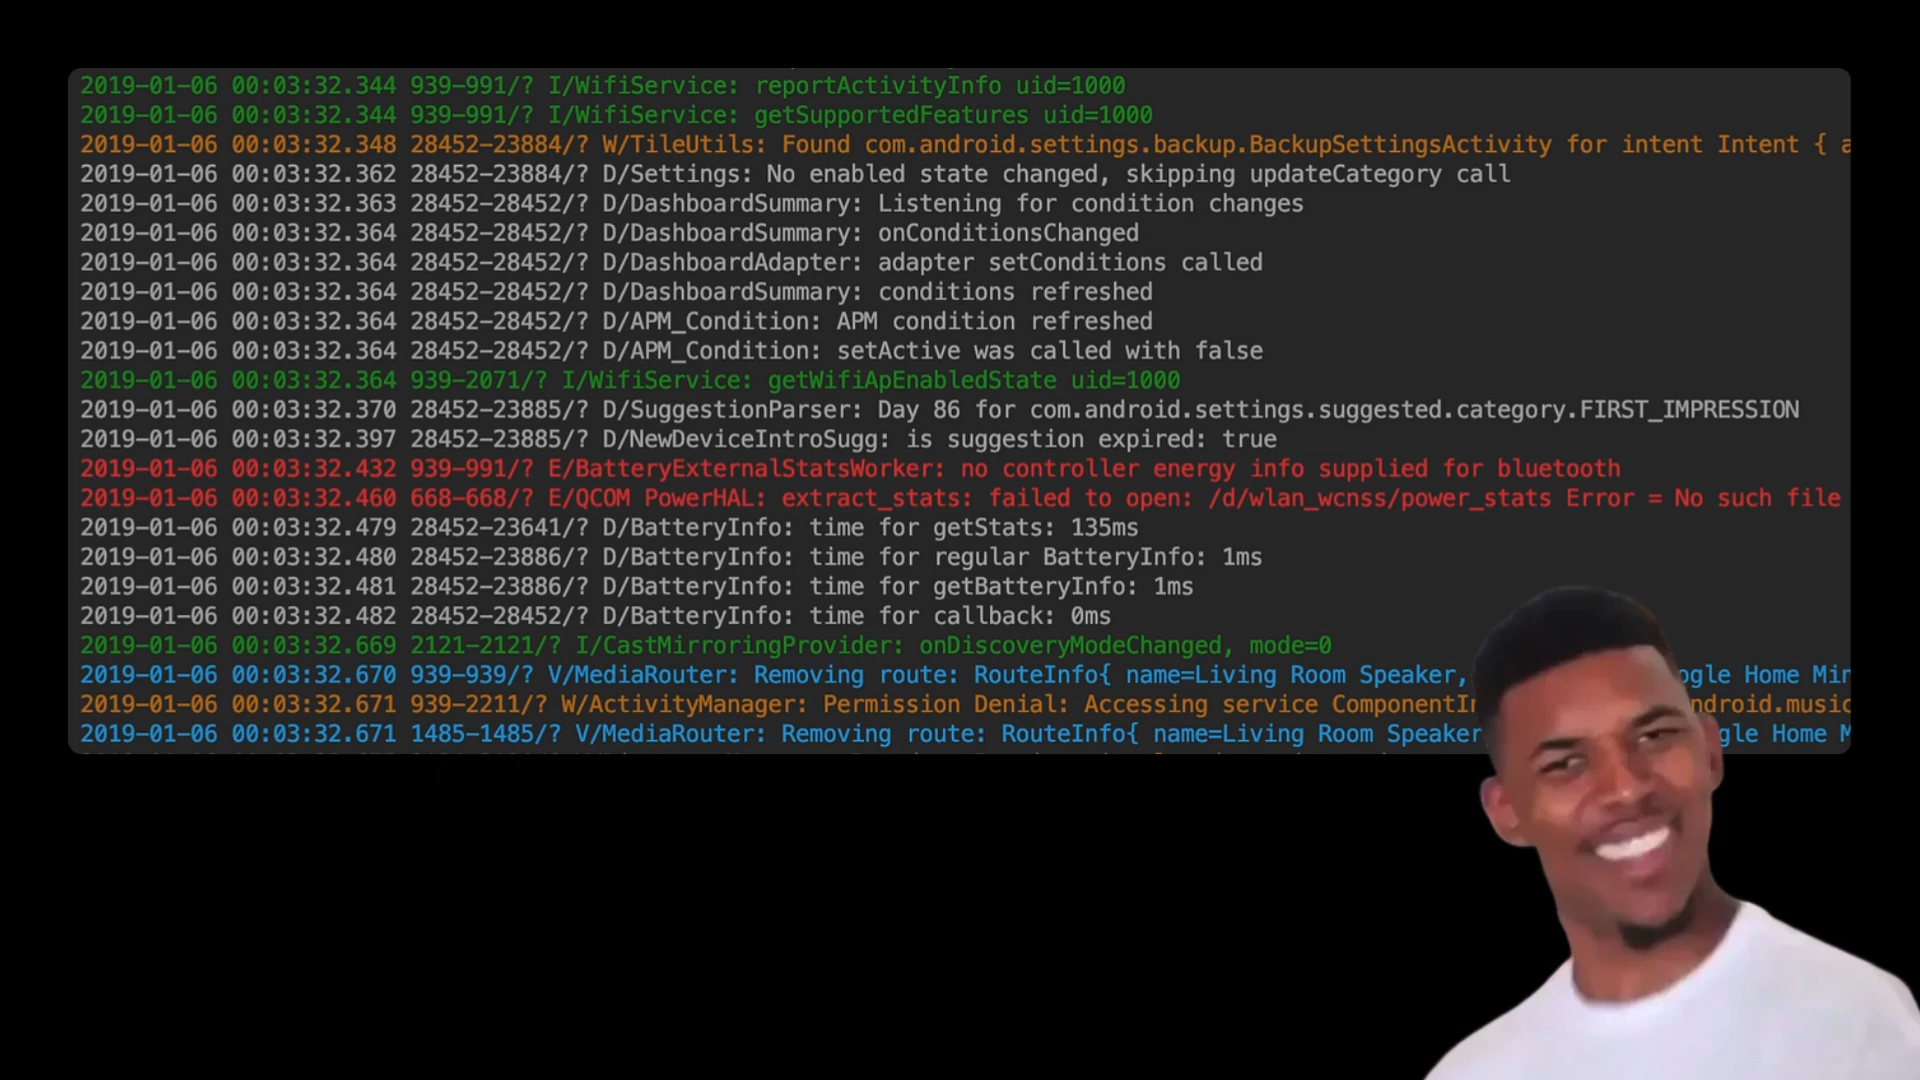 2019-01-06 00:03:32.344 939-991/? I/WifiService: reportActivityInfo uid=1000
2019-01-06 00:03:32.344 939-991/? I/WifiService: getSupportedFeatures uid=1000
2019-01-06 00:03:32.348 28452-23884/? W/TileUtils: Found com.android.settings.backup.BackupSettingsActivity for intent Intent { a
2019-01-06 00:03:32.362 28452-23884/? D/Settings: No enabled state changed, skipping updateCategory call
2019-01-06 00:03:32.363 28452-28452/? D/DashboardSummary: Listening for condition changes
2019-01-06 00:03:32.364 28452-28452/? D/DashboardSummary: onConditionsChanged
2019-01-06 00:03:32.364 28452-28452/? D/DashboardAdapter: adapter setConditions called
2019-01-06 00:03:32.364 28452-28452/? D/DashboardSummary: conditions refreshed
2019-01-06 00:03:32.364 28452-28452/? D/APM_Condition: APM condition refreshed
2019-01-06 00:03:32.364 28452-28452/? D/APM_Condition: setActive was called with false
2019-01-06 00:03:32.364 939-2071/? I/WifiService: getWifiApEnabledState uid=1000
2019-01-06 00:03:32.370 28452-23885/? D/SuggestionParser: Day 86 for com.android.settings.suggested.category.FIRST_IMPRESSION
2019-01-06 00:03:32.397 28452-23885/? D/NewDeviceIntroSugg: is suggestion expired: true
2019-01-06 00:03:32.432 939-991/? E/BatteryExternalStatsWorker: no controller energy info supplied for bluetooth
2019-01-06 00:03:32.460 668-668/? E/QCOM PowerHAL: extract_stats: failed to open: /d/wlan_wcnss/power_stats Error = No such file
2019-01-06 00:03:32.479 28452-23641/? D/BatteryInfo: time for getStats: 135ms
2019-01-06 00:03:32.480 28452-23886/? D/BatteryInfo: time for regular BatteryInfo: 1ms
2019-01-06 00:03:32.481 28452-23886/? D/BatteryInfo: time for getBatteryInfo: 1ms
2019-01-06 00:03:32.482 28452-28452/? D/BatteryInfo: time for callback: 0ms
2019-01-06 00:03:32.669 2121-2121/? I/CastMirroringProvider: onDiscoveryModeChanged, mode=0
2019-01-06 00:03:32.670 939-939/? V/MediaRouter: Removing route: RouteInfo{ name=Living Room Speaker, ogle Home Min
2019-01-06 00:03:32.671 939-2211/? W/ActivityManager: Permission Denial: Accessing service ComponentIn ndroid.music
2019-01-06 00:03:32.671 1485-1485/? V/MediaRouter: Removing route: RouteInfo{ name=Living Room Speaker gle Home M